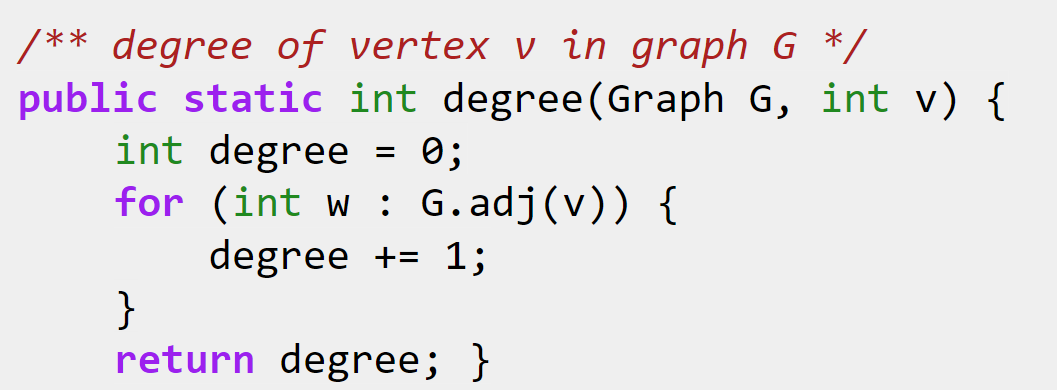 /** degree of vertex v in graph G */
public static int degree(Graph G, int v) {
    int degree = 0;
    for (int w : G.adj(v)) {
        degree += 1;
    }
    return degree; }